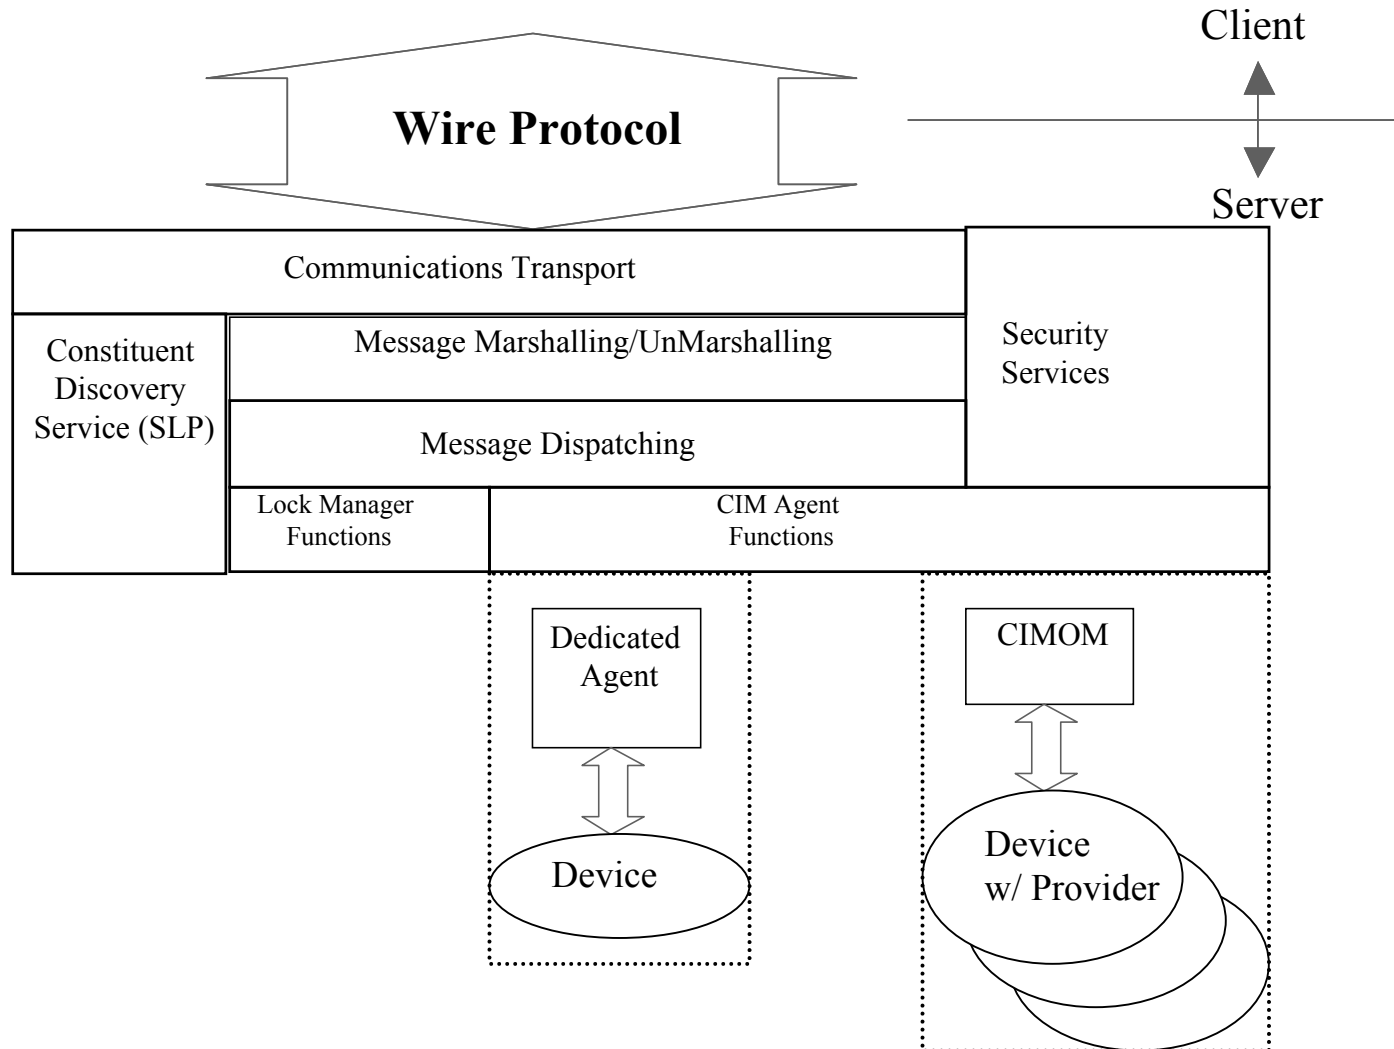 Client
Wire Protocol
Server
Communications Transport
Constituent
Discovery
Service (SLP)
Message Marshalling/UnMarshalling
Security
Services
Message Dispatching
Lock Manager
Functions
CIM Agent
Functions
Dedicated
Agent
CIMOM
Device
Device
w/ Provider